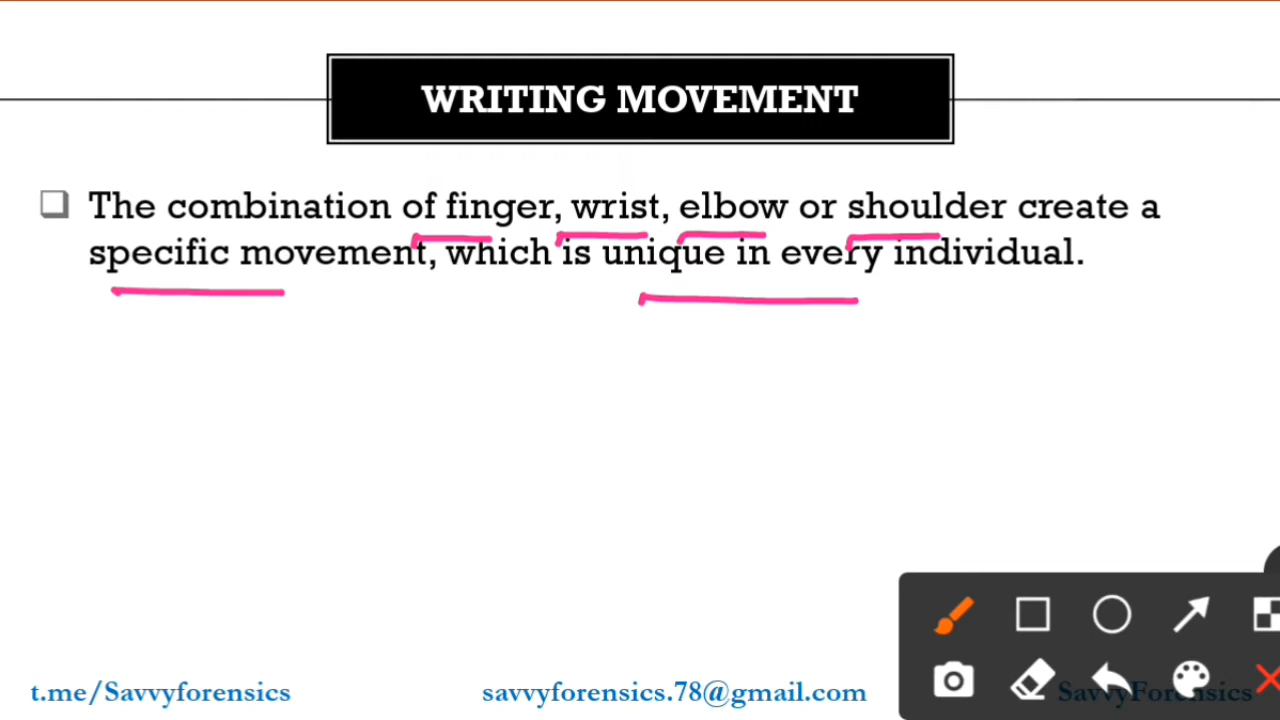 WRITING MOVEMENT
The combination of finger, wrist, elbow or shoulder create a
specific movement, which is unique in every individual.
t.me/Savvyforensics
savvyforensics.78@gmail.com
SavvyForensics